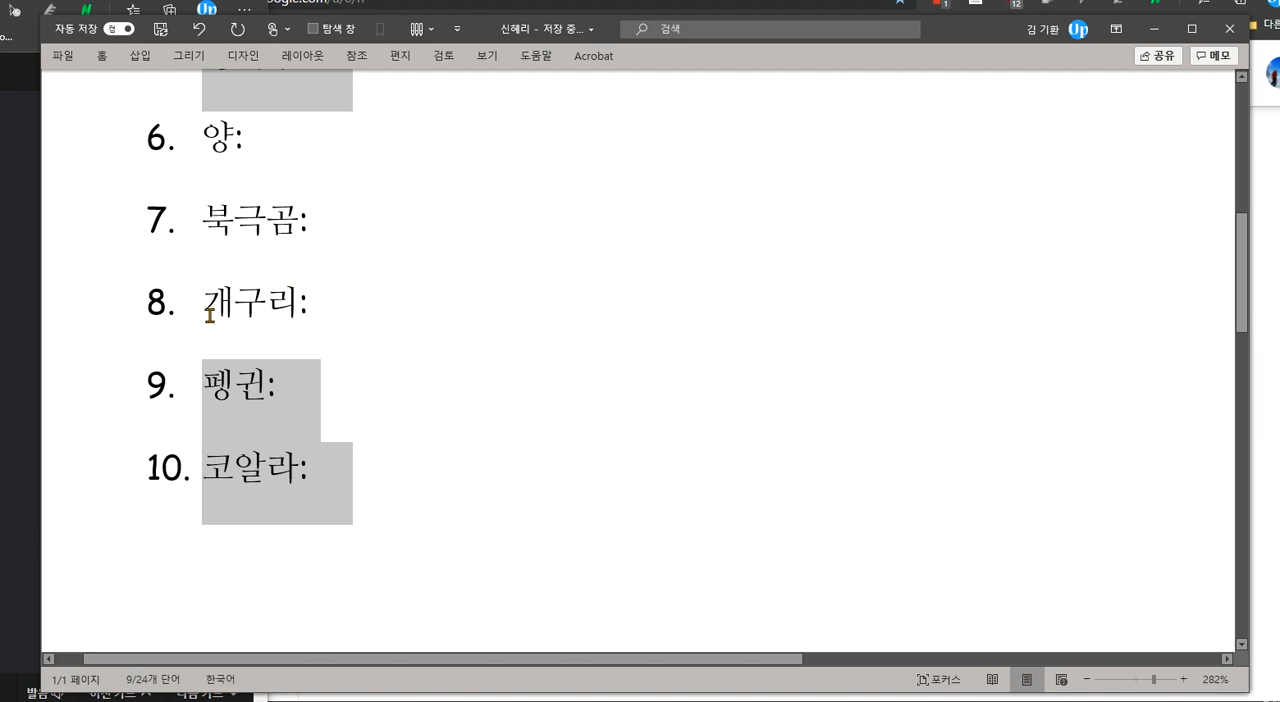 자동 저장
탐색 창
신혜리 - 저장 중...
검색
김 기환
파일 홈 삽입 그리기 디자인 레이아웃 참조 편지 검토 보기 도움말 Acrobat
공유
메모
6. 양:
7. 북극곰:
8. 개구리:
9. 펭귄:
10. 코알라:
1/1 페이지 9/24개 단어 한국어
포커스
282%